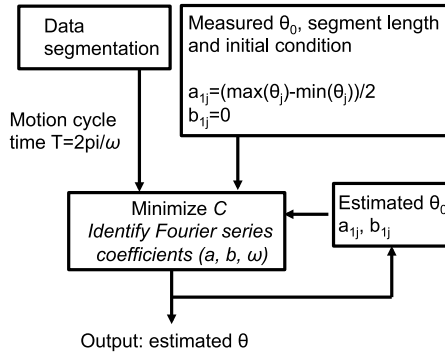 Data
segmentation
Measured θ₀, segment length
and initial condition
a₁ⱼ=(max(θⱼ)-min(θⱼ))/2
b₁ⱼ=0
Motion cycle
time T=2pi/ω
Minimize C
Identify Fourier series
coefficients (a, b, ω)
Estimated θ₀
a₁ⱼ, b₁ⱼ
Output: estimated θ